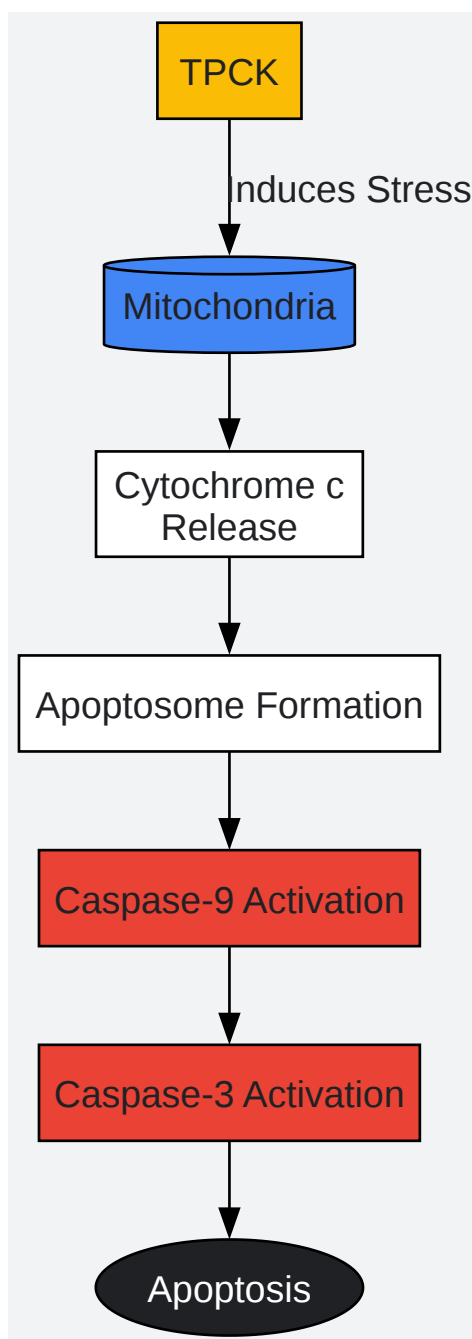 TPCK
Induces Stress
Mitochondria
Cytochrome c
Release
Apoptosome Formation
Caspase-9 Activation
Caspase-3 Activation
Apoptosis